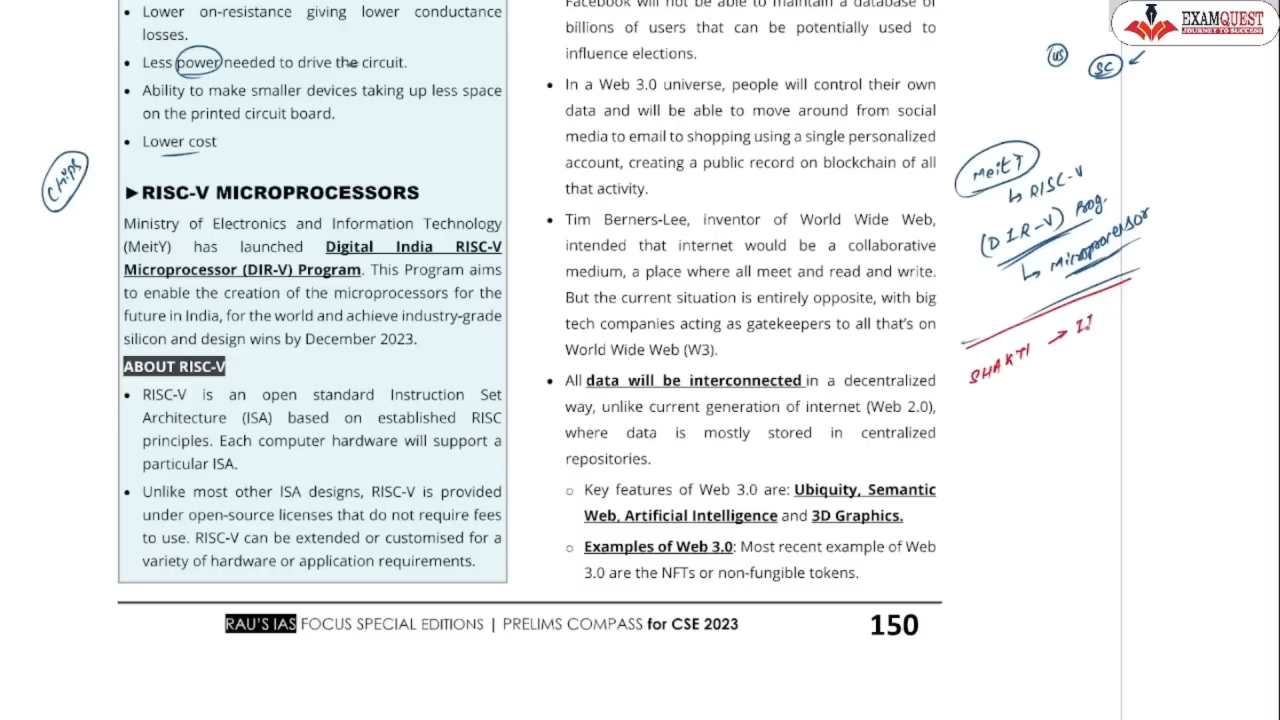 Lower on-resistance giving lower conductance
losses.
Less power needed to drive the circuit.
Ability to make smaller devices taking up less space
on the printed circuit board.
Lower cost
Chips
►RISC-V MICROPROCESSORS
Ministry of Electronics and Information Technology
(MeitY) has launched Digital India RISC-V
Microprocessor (DIR-V) Program. This Program aims
to enable the creation of the microprocessors for the
future in India, for the world and achieve industry-grade
silicon and design wins by December 2023.
ABOUT RISC-V
RISC-V is an open standard Instruction Set
Architecture (ISA) based on established RISC
principles. Each computer hardware will support a
particular ISA.
Unlike most other ISA designs, RISC-V is provided
under open-source licenses that do not require fees
to use. RISC-V can be extended or customised for a
variety of hardware or application requirements.
Facebook will not be able to maintain a database of
billions of users that can be potentially used to
influence elections.
In a Web 3.0 universe, people will control their own
data and will be able to move around from social
media to email to shopping using a single personalized
account, creating a public record on blockchain of all
that activity.
Tim Berners-Lee, inventor of World Wide Web,
intended that internet would be a collaborative
medium, a place where all meet and read and write.
But the current situation is entirely opposite, with big
tech companies acting as gatekeepers to all that's on
World Wide Web (W3).
All data will be interconnected in a decentralized
way, unlike current generation of internet (Web 2.0),
where data is mostly stored in centralized
repositories.
Key features of Web 3.0 are: Ubiquity, Semantic
Web, Artificial Intelligence and 3D Graphics.
Examples of Web 3.0: Most recent example of Web
3.0 are the NFTs or non-fungible tokens.
EXAMQUEST
JOURNEY TO SUCCESS
US
SC
MeitY
RISC-V
(DIR-V) Prog.
Microprocessor
SHAKTI
RAU'S IAS FOCUS SPECIAL EDITIONS | PRELIMS COMPASS for CSE 2023
150